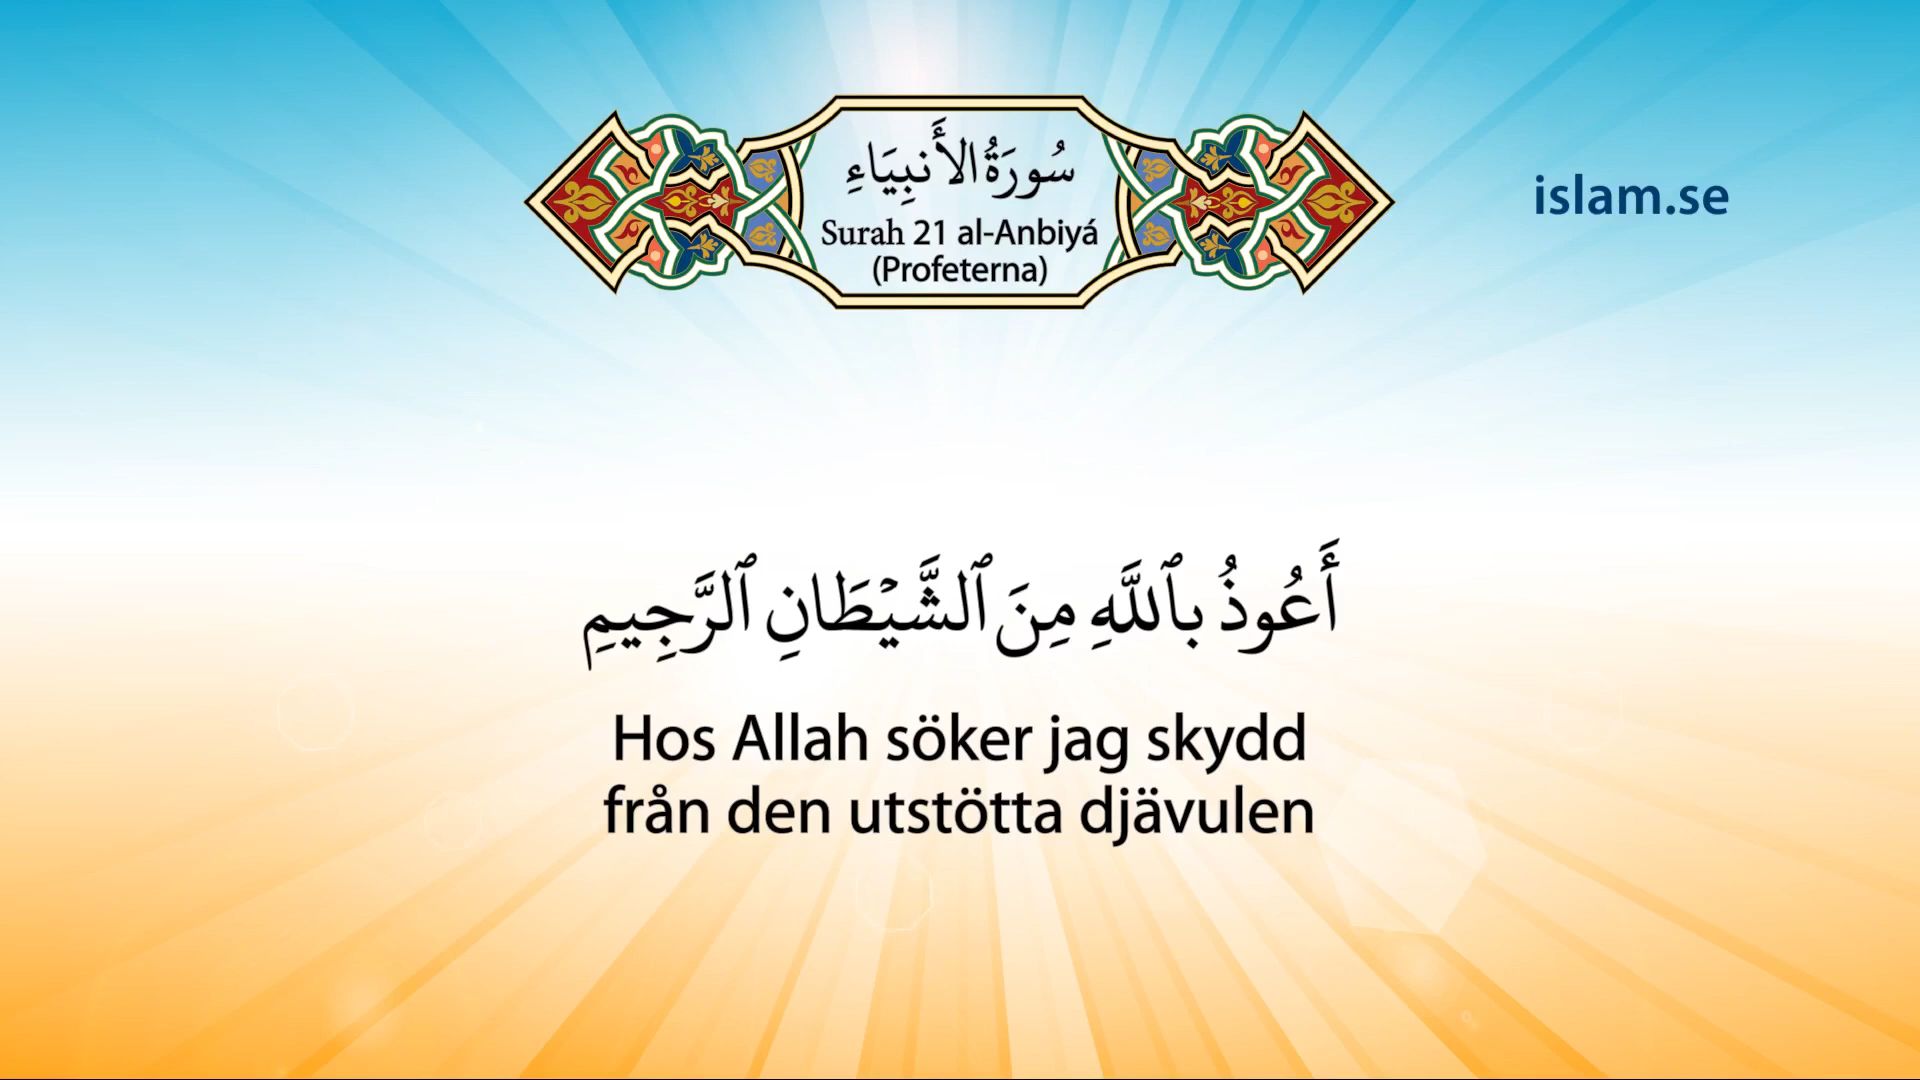 سُورَةُ الأَنبِيَاءِ
Surah 21 al-Anbiyá
(Profeterna)
islam.se
أَعُوذُ بِٱللَّهِ مِنَ ٱلشَّيْطَانِ ٱلرَّجِيمِ
Hos Allah söker jag skydd
från den utstötta djävulen